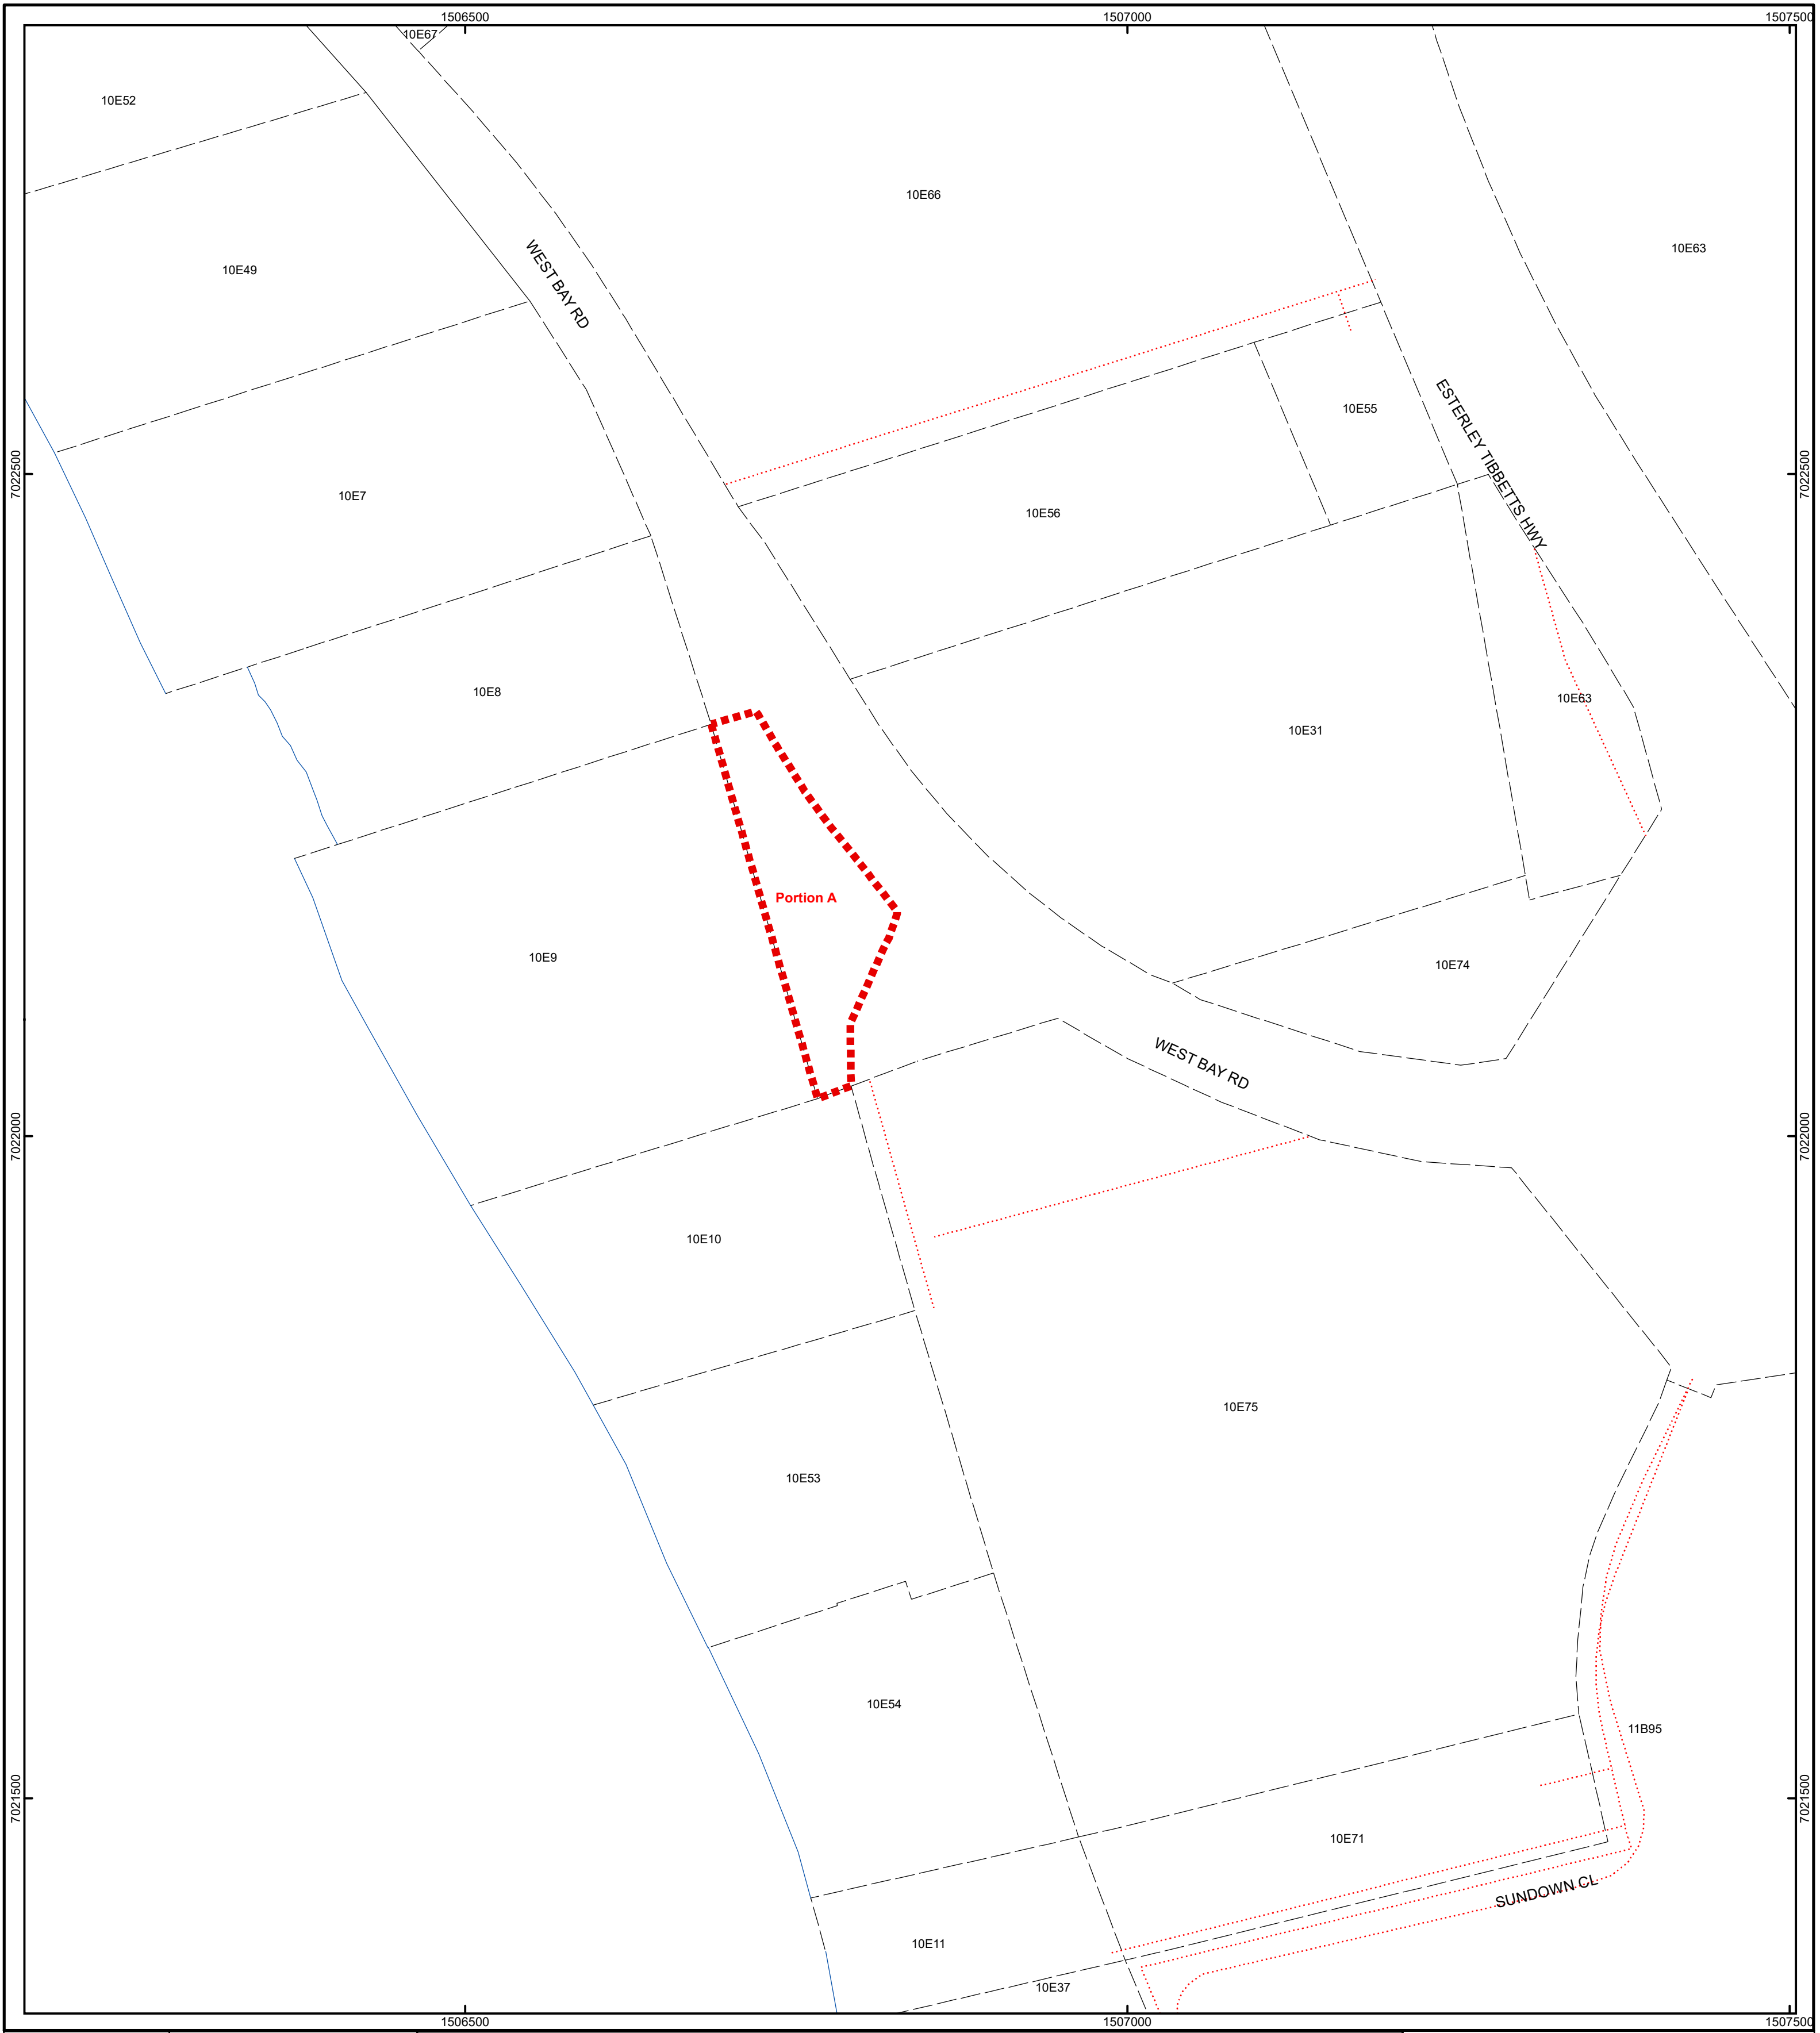 1506500
1507000
1507500
10E67
10E52
10E66
10E63
10E49
WEST BAY RD
10E55
ESTERLEY TIBBETTS HWY
7022500
7022500
10E7
10E56
10E8
10E63
10E31
Portion A
10E9
10E74
WEST BAY RD
7022000
7022000
10E10
10E75
10E53
10E54
11B95
7021500
7021500
10E71
SUNDOWN CL
10E11
10E37
1506500
1507000
1507500